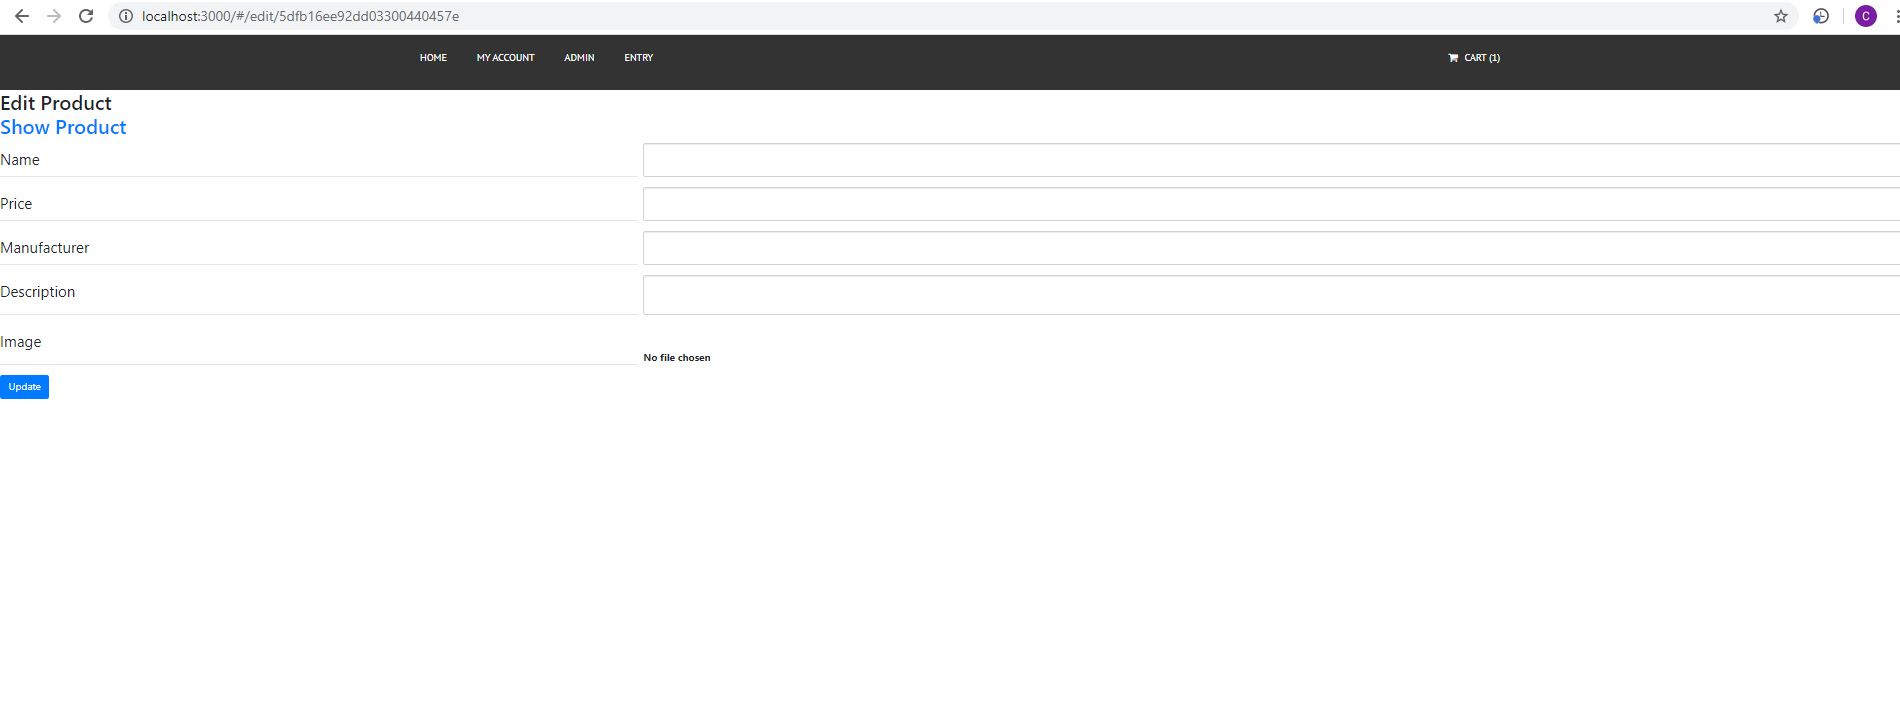 localhost:3000/#/edit/5dfb16ee92dd03300440457e
C
HOME MY ACCOUNT ADMIN ENTRY CART (1)
Edit Product
Show Product
Name
Price
Manufacturer
Description
Image
No file chosen
Update